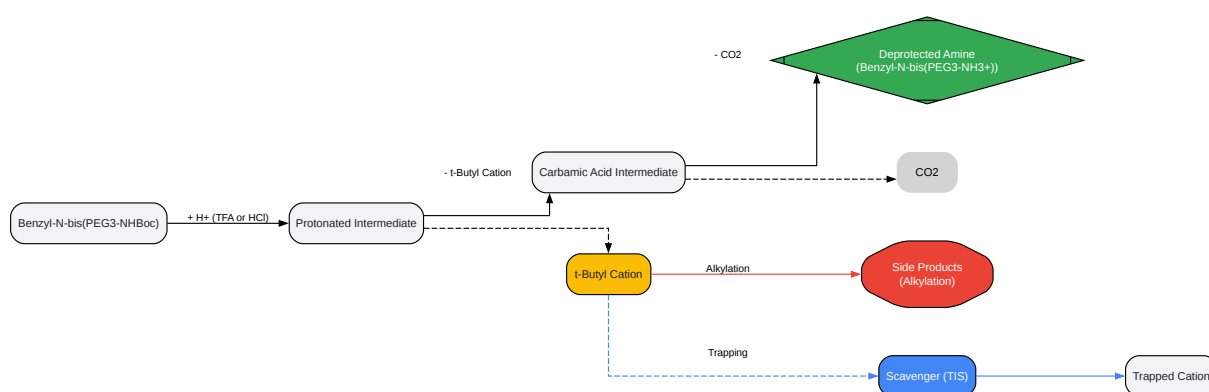 - CO2
Deprotected Amine
(Benzyl-N-bis(PEG3-NH3+))
- t-Butyl Cation
Carbamic Acid Intermediate
CO2
Benzyl-N-bis(PEG3-NHBoc)
+ H+ (TFA or HCl)
Protonated Intermediate
t-Butyl Cation
Alkylation
Side Products
(Alkylation)
Trapping
Scavenger (TIS)
Trapped Cation